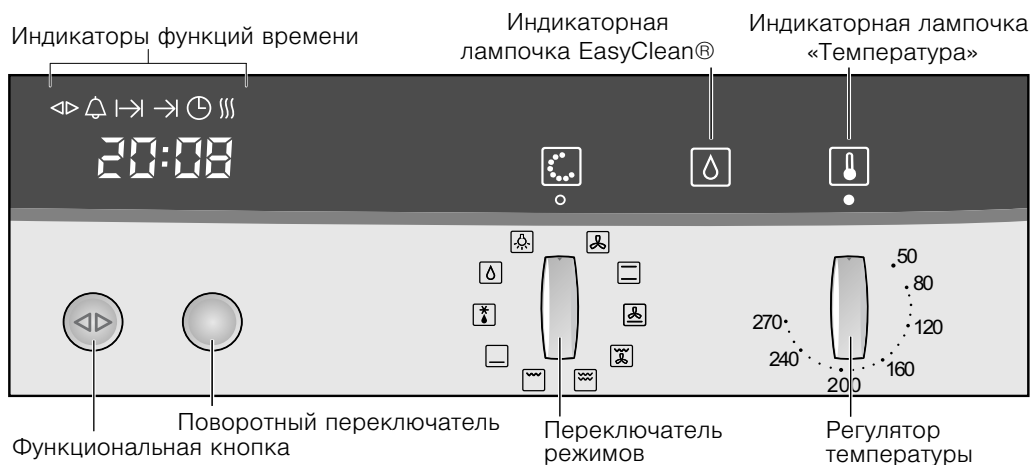 Индикаторы функций времени
Индикаторная
лампочка EasyClean®
Индикаторная лампочка
«Температура»
20:08
50
80
120
160
200
240
270
Функциональная кнопка
Поворотный переключатель
Переключатель
режимов
Регулятор
температуры